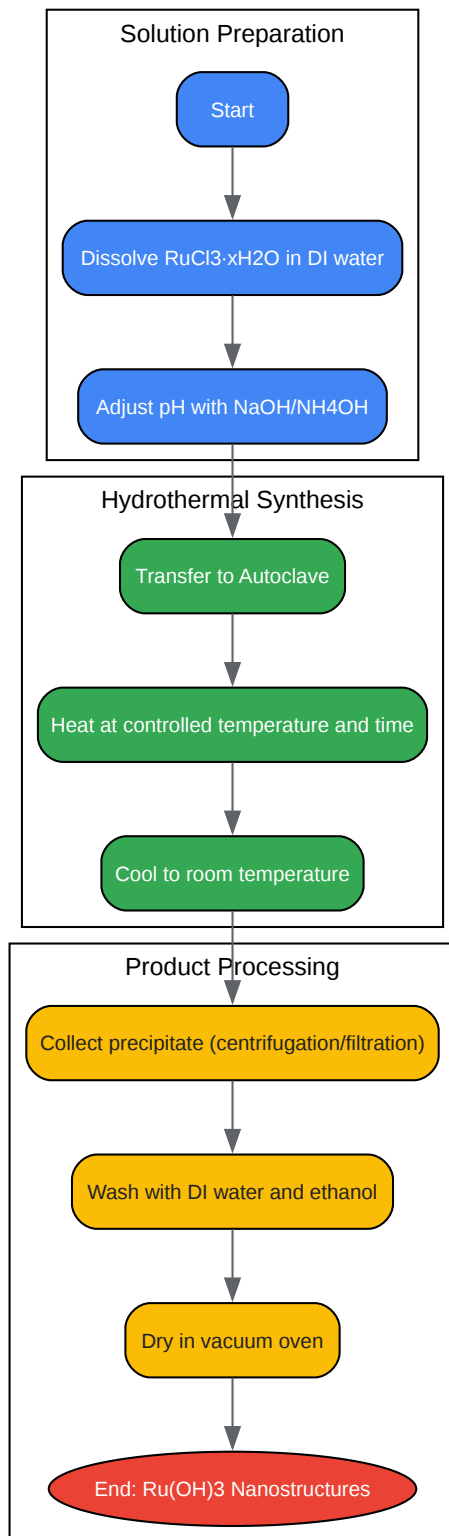 Solution Preparation
Start
Dissolve RuCl3·xH2O in DI water
Adjust pH with NaOH/NH4OH
Hydrothermal Synthesis
Transfer to Autoclave
Heat at controlled temperature and time
Cool to room temperature
Product Processing
Collect precipitate (centrifugation/filtration)
Wash with DI water and ethanol
Dry in vacuum oven
End: Ru(OH)3 Nanostructures